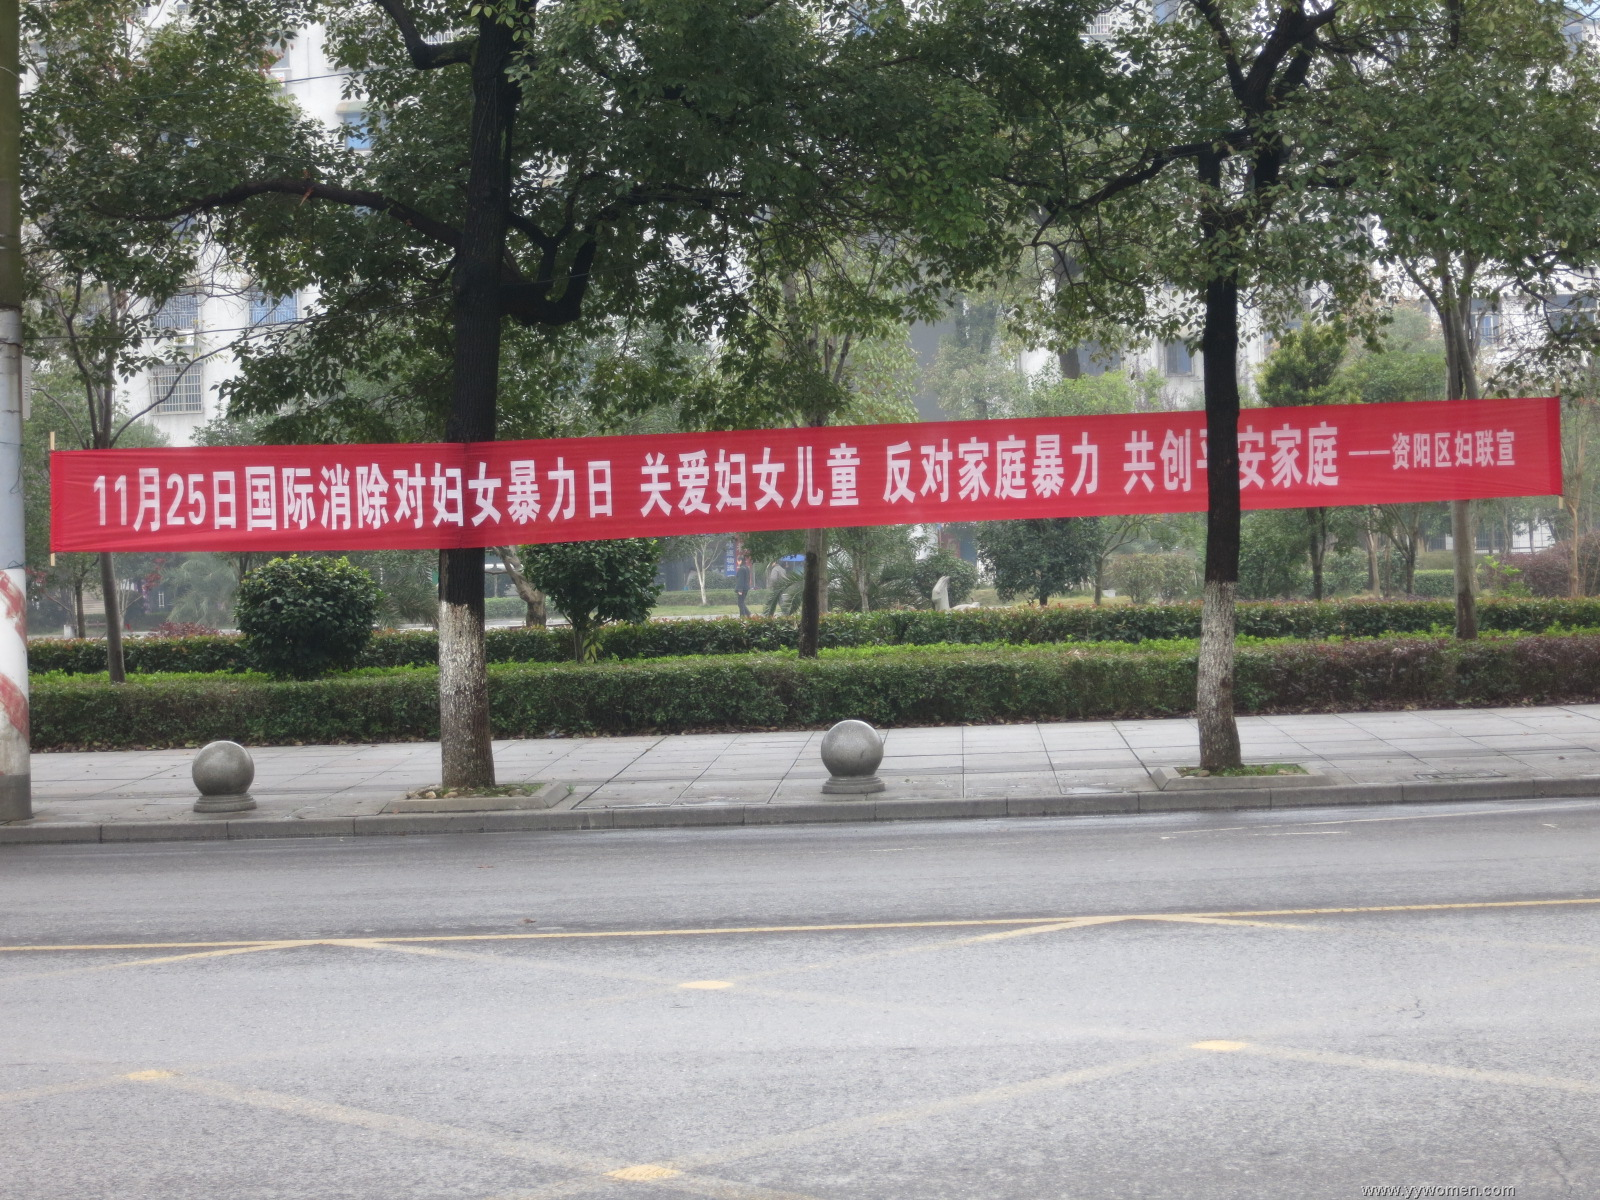 11月25日国际消除对妇女暴力日 关爱妇女儿童 反对家庭暴力 共创平安家庭——资阳区妇联宣
www.yywomen.com